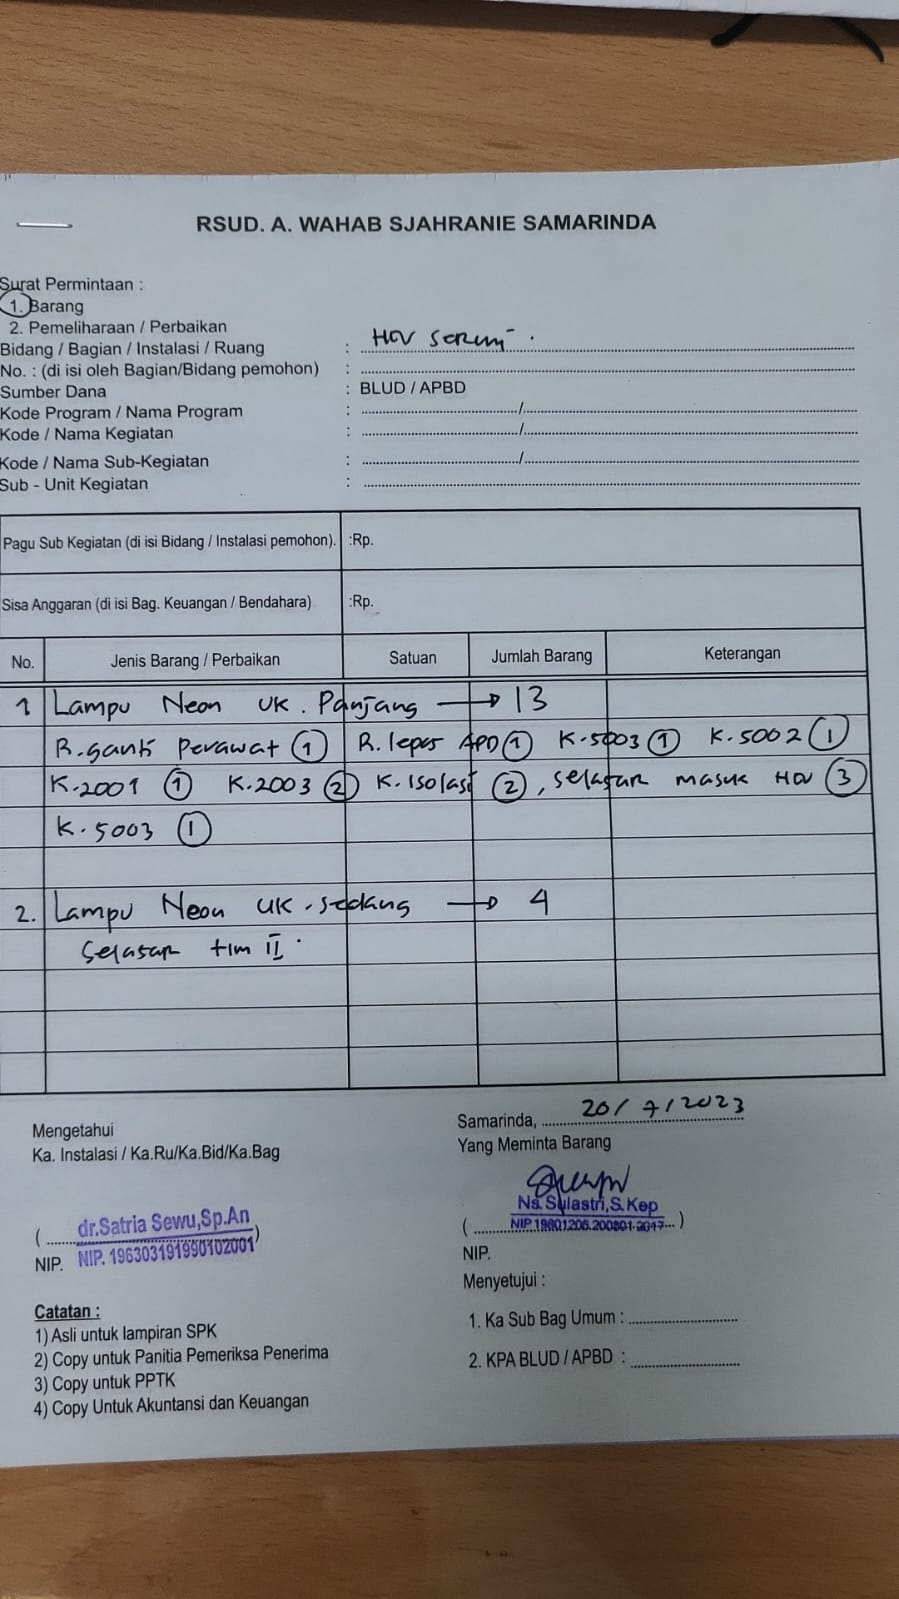 RSUD. A. WAHAB SJAHRANIE SAMARINDA
Surat Permintaan :
1. Barang
2. Pemeliharaan / Perbaikan
Bidang / Bagian / Instalasi / Ruang : HCU
No. : (di isi oleh Bagian/Bidang pemohon) :
Sumber Dana : BLUD / APBD
Kode Program / Nama Program : /
Kode / Nama Kegiatan : /
Kode / Nama Sub-Kegiatan : /
Sub - Unit Kegiatan :
Pagu Sub Kegiatan (di isi Bidang / Instalasi pemohon). :Rp.
Sisa Anggaran (di isi Bag. Keuangan / Bendahara) :Rp.
No. Jenis Barang / Perbaikan Satuan Jumlah Barang Keterangan
1 Lampu Neon UK. Panjang → 13
R.ganti perawat (1) R.lepas APD (1) K.5003 (1) K.5002 (1)
K.2001 (1) K.2003 (2) K.Isolasi (2), selasar masuk HCU (3)
K.5003 (1)
2. Lampu Neon UK.sedang → 4
selasar tim II.
Samarinda, 20/7/2023
Mengetahui
Yang Meminta Barang
Ka. Instalasi / Ka.Ru/Ka.Bid/Ka.Bag
(dr.Satria Sewu,Sp.An)
NIP. NIP. 196303191990102001
(Ns.Sulastri,S.Kep
NIP.19801206.200801.2017)
NIP.
Menyetujui :
1. Ka Sub Bag Umum :
2. KPA BLUD / APBD :
Catatan :
1) Asli untuk lampiran SPK
2) Copy untuk Panitia Pemeriksa Penerima
3) Copy untuk PPTK
4) Copy Untuk Akuntansi dan Keuangan